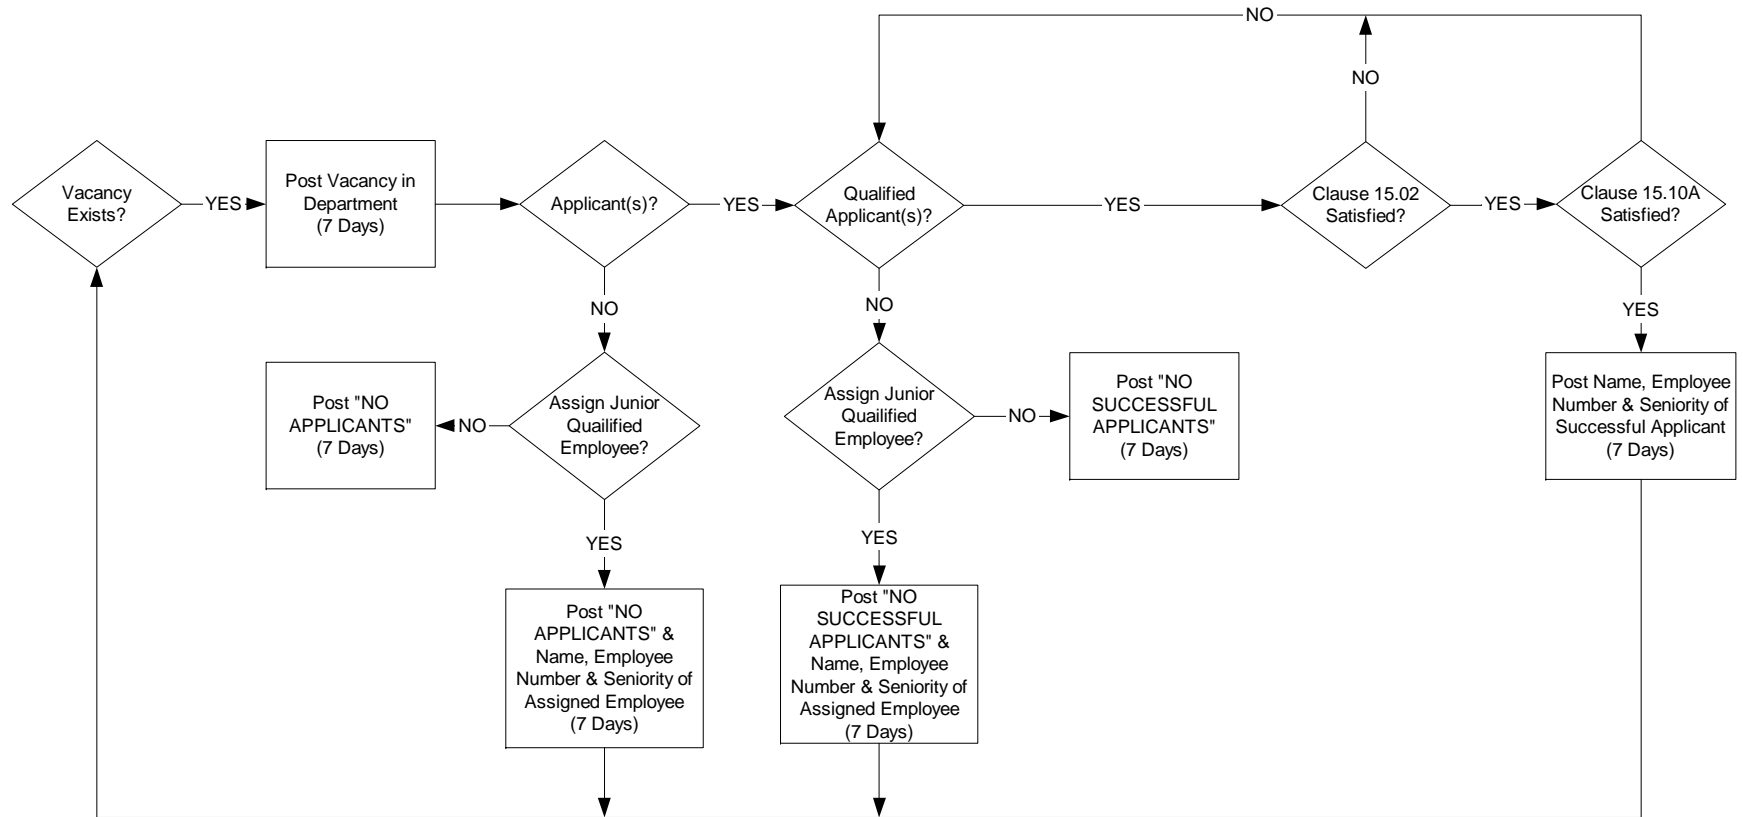 NO
NO
Vacancy
Exists?
YES
Post Vacancy in
Department
(7 Days)
Applicant(s)?
YES
Qualified
Applicant(s)?
YES
Clause 15.02
Satisfied?
YES
Clause 15.10A
Satisfied?
NO
NO
YES
Post "NO
APPLICANTS"
(7 Days)
NO
Assign Junior
Quailified
Employee?
Assign Junior
Quailified
Employee?
NO
Post "NO
SUCCESSFUL
APPLICANTS"
(7 Days)
Post Name, Employee
Number & Seniority of
Successful Applicant
(7 Days)
YES
YES
Post "NO
APPLICANTS" &
Name, Employee
Number & Seniority of
Assigned Employee
(7 Days)
Post "NO
SUCCESSFUL
APPLICANTS" &
Name, Employee
Number & Seniority of
Assigned Employee
(7 Days)